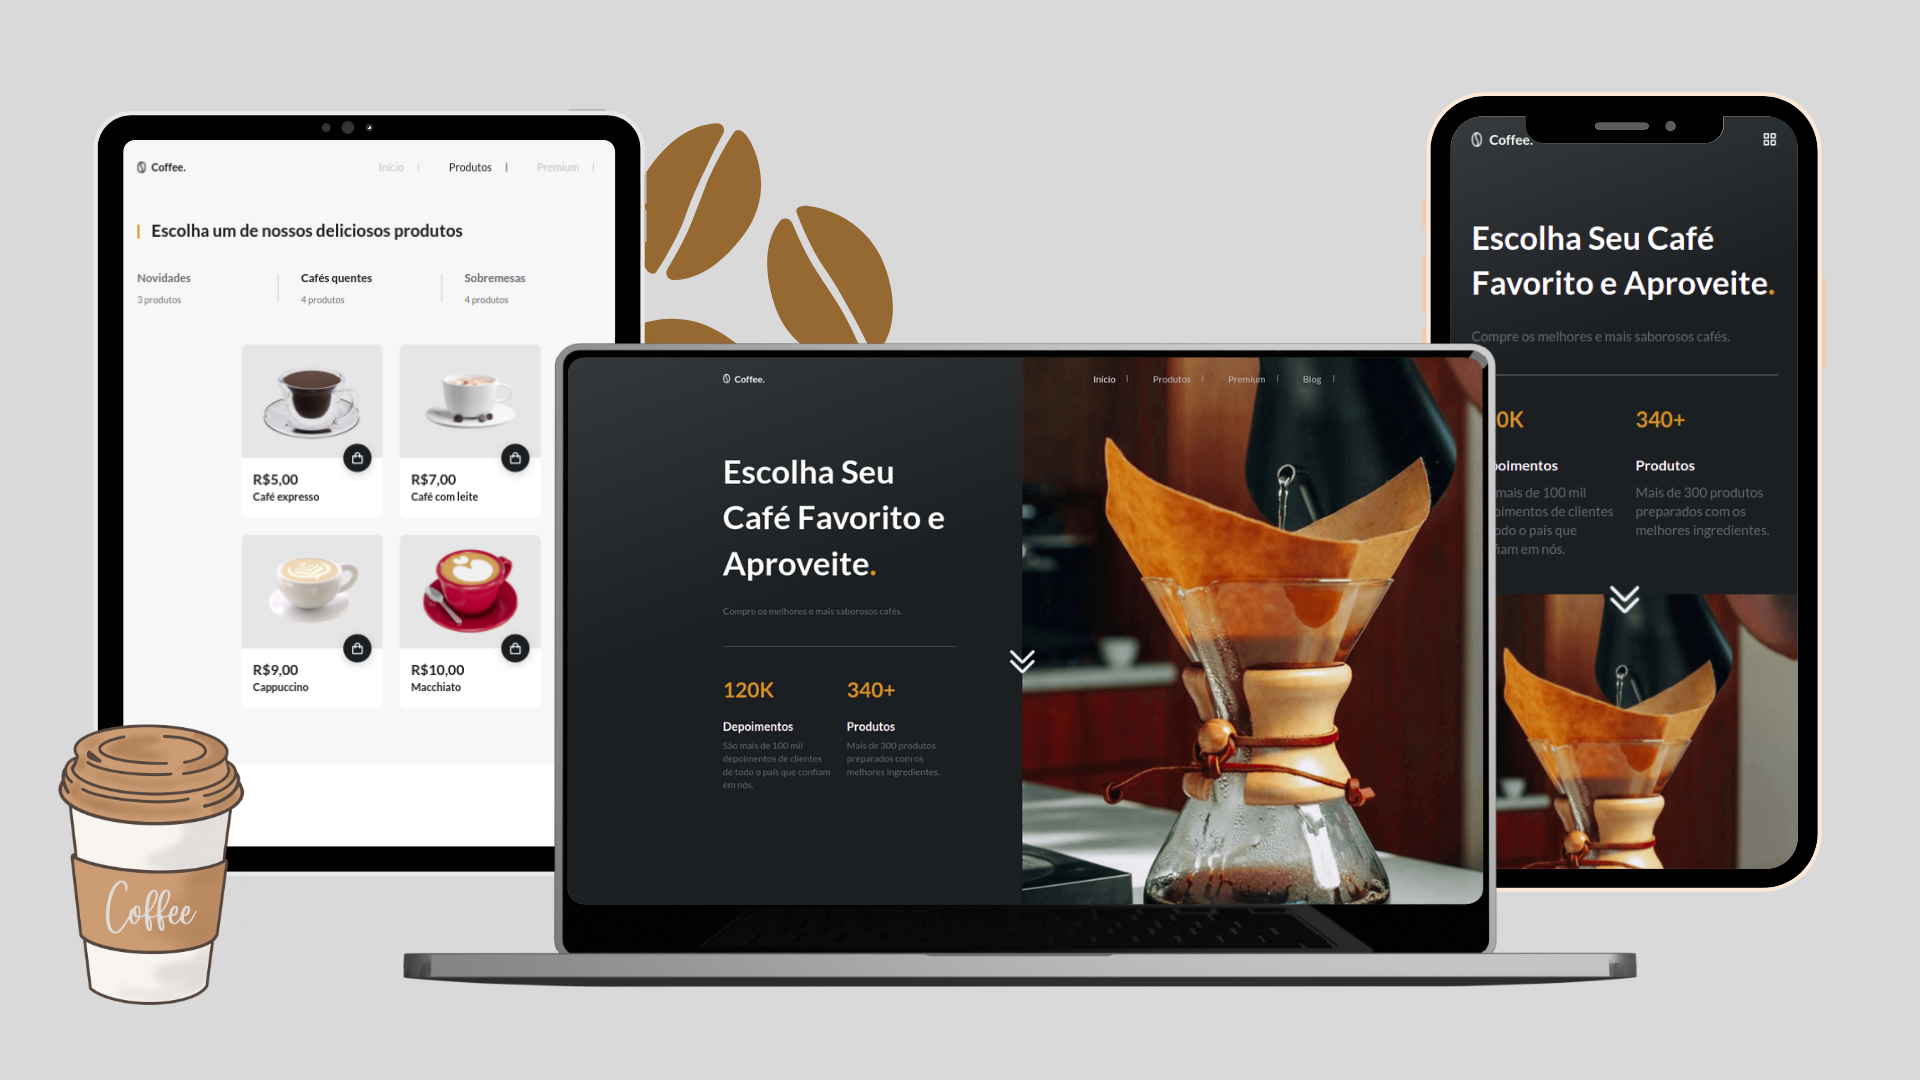 Coffee.
Início
Produtos
Premium
Escolha um de nossos deliciosos produtos
Novidades
3 produtos
Cafés quentes
4 produtos
Sobremesas
4 produtos
R$5,00
Café expresso
R$7,00
Café com leite
R$9,00
Cappuccino
R$10,00
Macchiato
Coffee
Coffee.
Início
Produtos
Premium
Blog
Escolha Seu
Café Favorito e
Aproveite.
Compre os melhores e mais saborosos cafés.
120K
Depoimentos
São mais de 100 mil
depoimentos de clientes
de todo o país que confiam
em nós.
340+
Produtos
Mais de 300 produtos
preparados com os
melhores ingredientes.
Coffee.
Escolha Seu Café
Favorito e Aproveite.
Compre os melhores e mais saborosos cafés.
0K
oimentos
mais de 100 mil
oimentos de clientes
odo o país que
fiam em nós.
340+
Produtos
Mais de 300 produtos
preparados com os
melhores ingredientes.